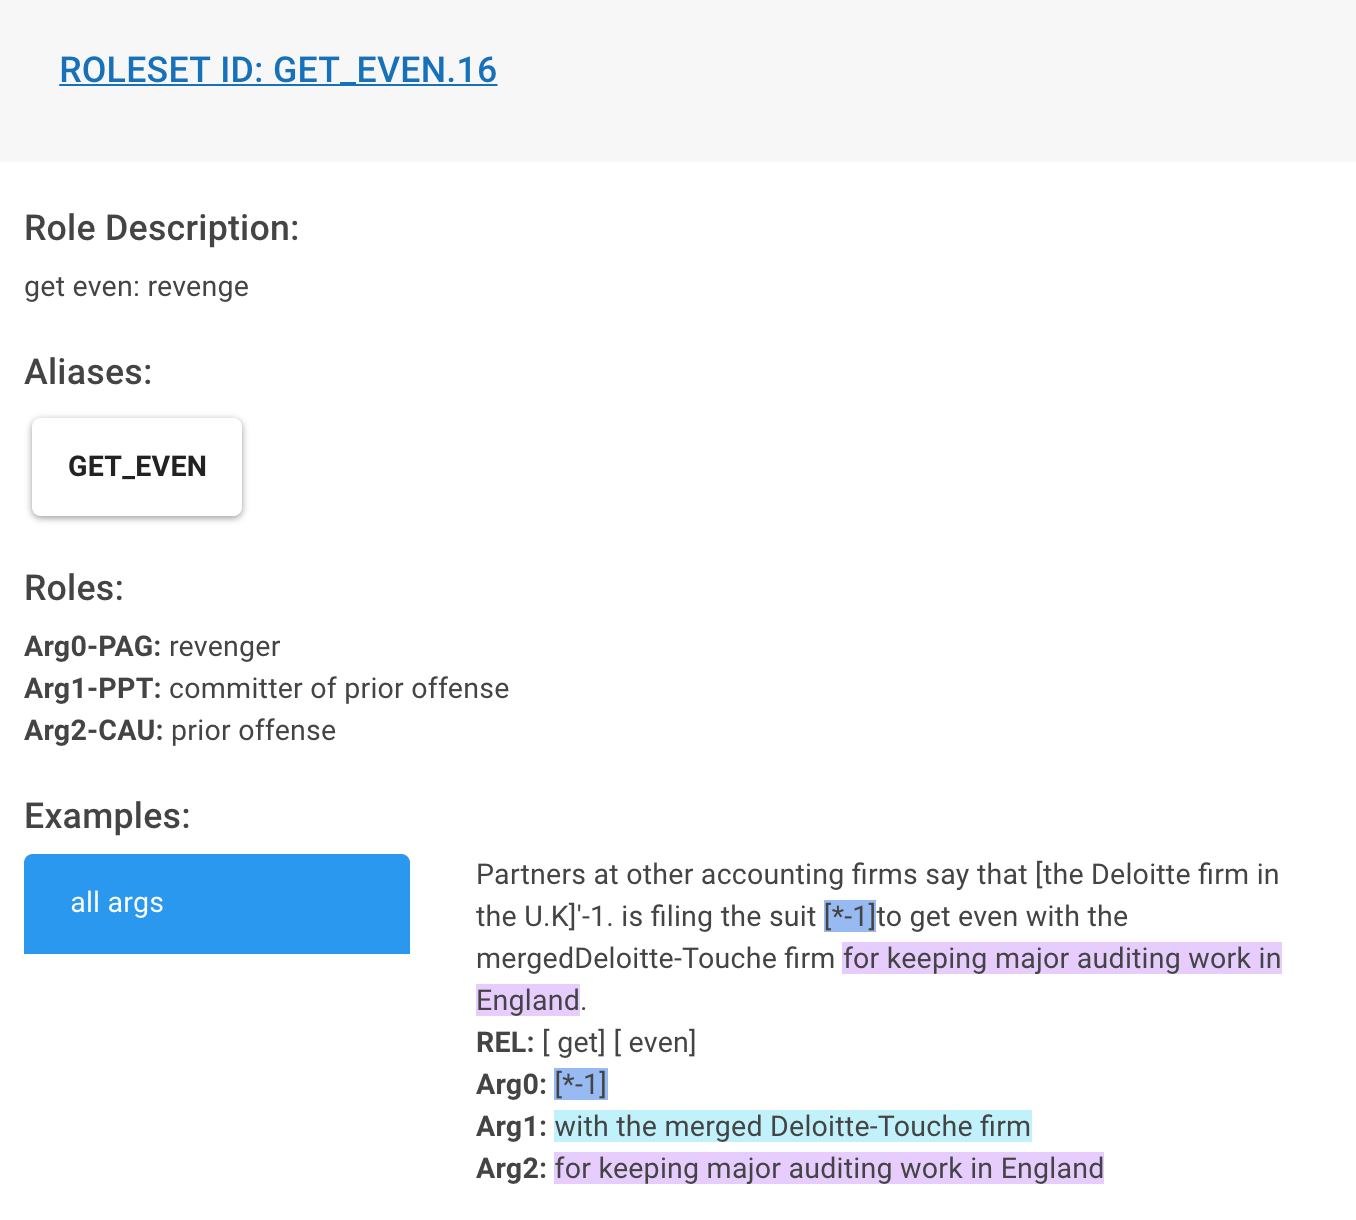 ROLESET ID: GET_EVEN.16
Role Description:
get even: revenge
Aliases:
GET_EVEN
Roles:
Arg0-PAG: revenger
Arg1-PPT: committer of prior offense
Arg2-CAU: prior offense
Examples:
all args
Partners at other accounting firms say that [the Deloitte firm in
the U.K]'-1. is filing the suit [*-1]to get even with the
mergedDeloitte-Touche firm for keeping major auditing work in
England.
REL: [ get] [ even]
Arg0: [*-1]
Arg1: with the merged Deloitte-Touche firm
Arg2: for keeping major auditing work in England